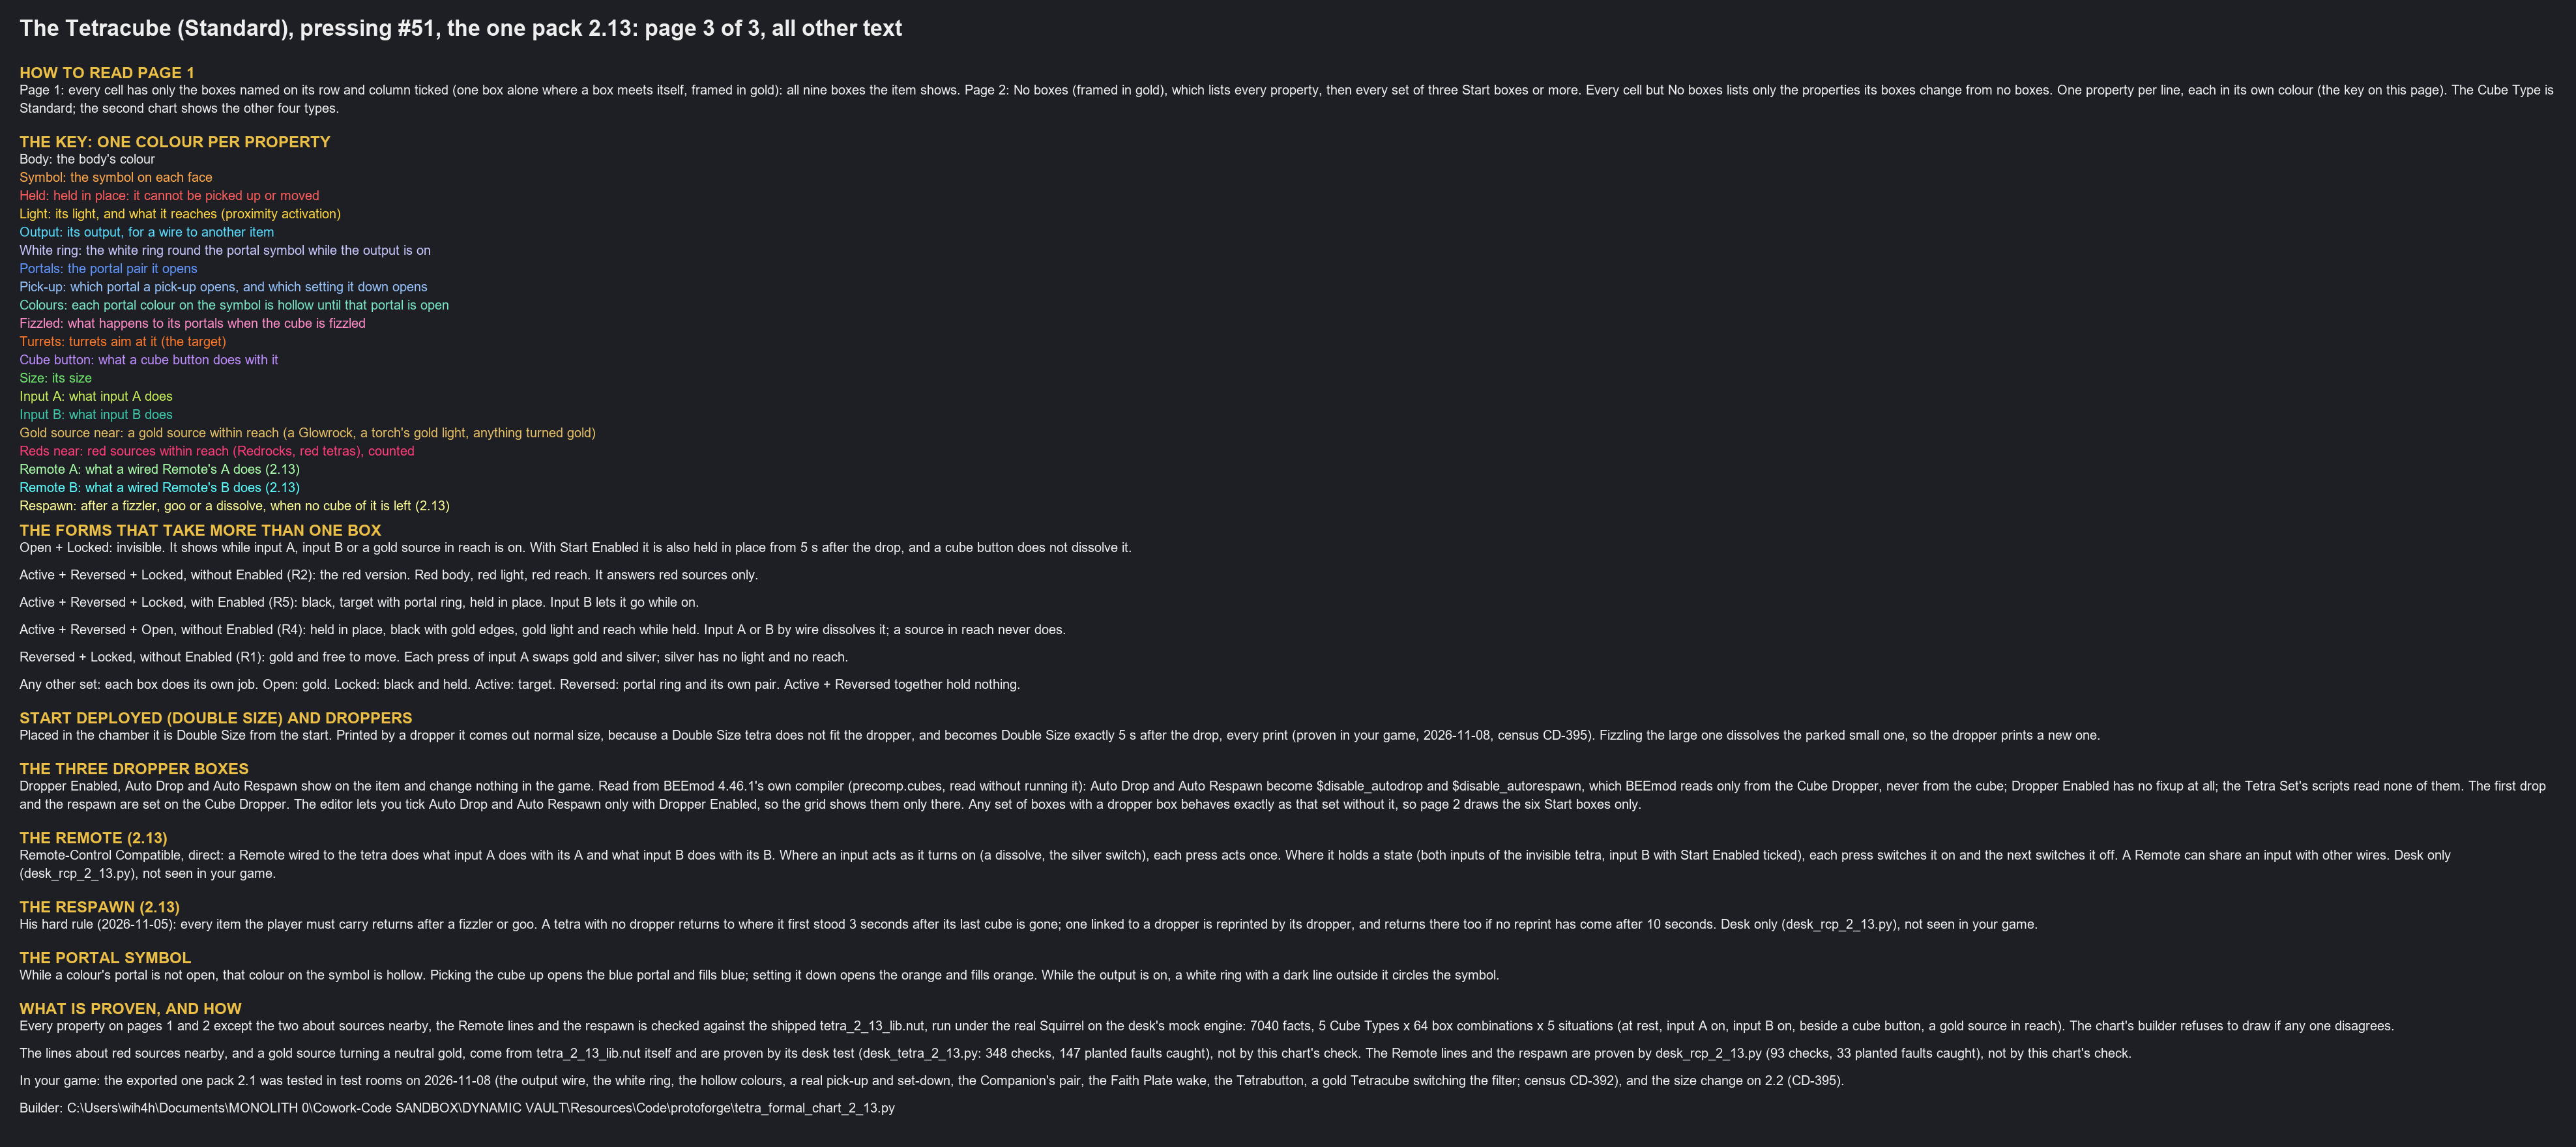 The Tetracube (Standard), pressing #51, the one pack 2.13: page 3 of 3, all other text
HOW TO READ PAGE 1
Page 1: every cell has only the boxes named on its row and column ticked (one box alone where a box meets itself, framed in gold): all nine boxes the item shows. Page 2: No boxes (framed in gold), which lists every property, then every set of three Start boxes or more. Every cell but No boxes lists only the properties its boxes change from no boxes. One property per line, each in its own colour (the key on this page). The Cube Type is
Standard; the second chart shows the other four types.
THE KEY: ONE COLOUR PER PROPERTY
Body: the body's colour
Symbol: the symbol on each face
Held: held in place: it cannot be picked up or moved
Light: its light, and what it reaches (proximity activation)
Output: its output, for a wire to another item
White ring: the white ring round the portal symbol while the output is on
Portals: the portal pair it opens
Pick-up: which portal a pick-up opens, and which setting it down opens
Colours: each portal colour on the symbol is hollow until that portal is open
Fizzled: what happens to its portals when the cube is fizzled
Turrets: turrets aim at it (the target)
Cube button: what a cube button does with it
Size: its size
Input A: what input A does
Input B: what input B does
Gold source near: a gold source within reach (a Glowrock, a torch's gold light, anything turned gold)
Reds near: red sources within reach (Redrocks, red tetras), counted
Remote A: what a wired Remote's A does (2.13)
Remote B: what a wired Remote's B does (2.13)
Respawn: after a fizzler, goo or a dissolve, when no cube of it is left (2.13)
THE FORMS THAT TAKE MORE THAN ONE BOX
Open + Locked: invisible. It shows while input A, input B or a gold source in reach is on. With Start Enabled it is also held in place from 5 s after the drop, and a cube button does not dissolve it.
Active + Reversed + Locked, without Enabled (R2): the red version. Red body, red light, red reach. It answers red sources only.
Active + Reversed + Locked, with Enabled (R5): black, target with portal ring, held in place. Input B lets it go while on.
Active + Reversed + Open, without Enabled (R4): held in place, black with gold edges, gold light and reach while held. Input A or B by wire dissolves it; a source in reach never does.
Reversed + Locked, without Enabled (R1): gold and free to move. Each press of input A swaps gold and silver; silver has no light and no reach.
Any other set: each box does its own job. Open: gold. Locked: black and held. Active: target. Reversed: portal ring and its own pair. Active + Reversed together hold nothing.
START DEPLOYED (DOUBLE SIZE) AND DROPPERS
Placed in the chamber it is Double Size from the start. Printed by a dropper it comes out normal size, because a Double Size tetra does not fit the dropper, and becomes Double Size exactly 5 s after the drop, every print (proven in your game, 2026-11-08, census CD-395). Fizzling the large one dissolves the parked small one, so the dropper prints a new one.
THE THREE DROPPER BOXES
Dropper Enabled, Auto Drop and Auto Respawn show on the item and change nothing in the game. Read from BEEmod 4.46.1's own compiler (precomp.cubes, read without running it): Auto Drop and Auto Respawn become $disable_autodrop and $disable_autorespawn, which BEEmod reads only from the Cube Dropper, never from the cube; Dropper Enabled has no fixup at all; the Tetra Set's scripts read none of them. The first drop
and the respawn are set on the Cube Dropper. The editor lets you tick Auto Drop and Auto Respawn only with Dropper Enabled, so the grid shows them only there. Any set of boxes with a dropper box behaves exactly as that set without it, so page 2 draws the six Start boxes only.
THE REMOTE (2.13)
Remote-Control Compatible, direct: a Remote wired to the tetra does what input A does with its A and what input B does with its B. Where an input acts as it turns on (a dissolve, the silver switch), each press acts once. Where it holds a state (both inputs of the invisible tetra, input B with Start Enabled ticked), each press switches it on and the next switches it off. A Remote can share an input with other wires. Desk only
(desk_rcp_2_13.py), not seen in your game.
THE RESPAWN (2.13)
His hard rule (2026-11-05): every item the player must carry returns after a fizzler or goo. A tetra with no dropper returns to where it first stood 3 seconds after its last cube is gone; one linked to a dropper is reprinted by its dropper, and returns there too if no reprint has come after 10 seconds. Desk only (desk_rcp_2_13.py), not seen in your game.
THE PORTAL SYMBOL
While a colour's portal is not open, that colour on the symbol is hollow. Picking the cube up opens the blue portal and fills blue; setting it down opens the orange and fills orange. While the output is on, a white ring with a dark line outside it circles the symbol.
WHAT IS PROVEN, AND HOW
Every property on pages 1 and 2 except the two about sources nearby, the Remote lines and the respawn is checked against the shipped tetra_2_13_lib.nut, run under the real Squirrel on the desk's mock engine: 7040 facts, 5 Cube Types x 64 box combinations x 5 situations (at rest, input A on, input B on, beside a cube button, a gold source in reach). The chart's builder refuses to draw if any one disagrees.
The lines about red sources nearby, and a gold source turning a neutral gold, come from tetra_2_13_lib.nut itself and are proven by its desk test (desk_tetra_2_13.py: 348 checks, 147 planted faults caught), not by this chart's check. The Remote lines and the respawn are proven by desk_rcp_2_13.py (93 checks, 33 planted faults caught), not by this chart's check.
In your game: the exported one pack 2.1 was tested in test rooms on 2026-11-08 (the output wire, the white ring, the hollow colours, a real pick-up and set-down, the Companion's pair, the Faith Plate wake, the Tetrabutton, a gold Tetracube switching the filter; census CD-392), and the size change on 2.2 (CD-395).
Builder: C:\Users\wih4h\Documents\MONOLITH 0\Cowork-Code SANDBOX\DYNAMIC VAULT\Resources\Code\protoforge\tetra_formal_chart_2_13.py